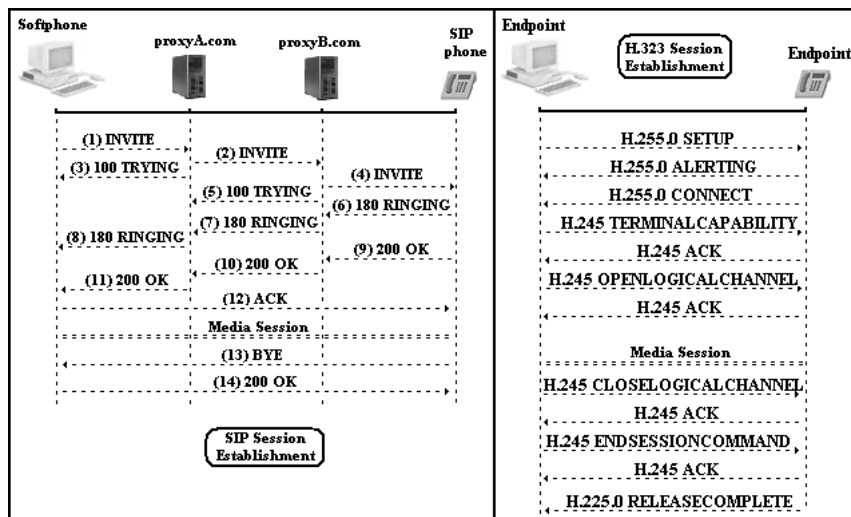 Softphone
proxyA.com
proxyB.com
SIP
phone
(1) INVITE
(2) INVITE
(3) 100 TRYING
(4) INVITE
(5) 100 TRYING
(6) 180 RINGING
(7) 180 RINGING
(8) 180 RINGING
(9) 200 OK
(10) 200 OK
(11) 200 OK
(12) ACK
Media Session
(13) BYE
(14) 200 OK
SIP Session
Establishment
Endpoint
H.323 Session
Establishment
Endpoint
H.255.0 SETUP
H.255.0 ALERTING
H.255.0 CONNECT
H.245 TERMINALCAPABILITY
H.245 ACK
H.245 OPENLOGICALCHANNEL
H.245 ACK
Media Session
H.245 CLOSELOGICALCHANNEL
H.245 ACK
H.245 ENDSESSIONCOMMAND
H.245 ACK
H.225.0 RELEASECOMPLETE